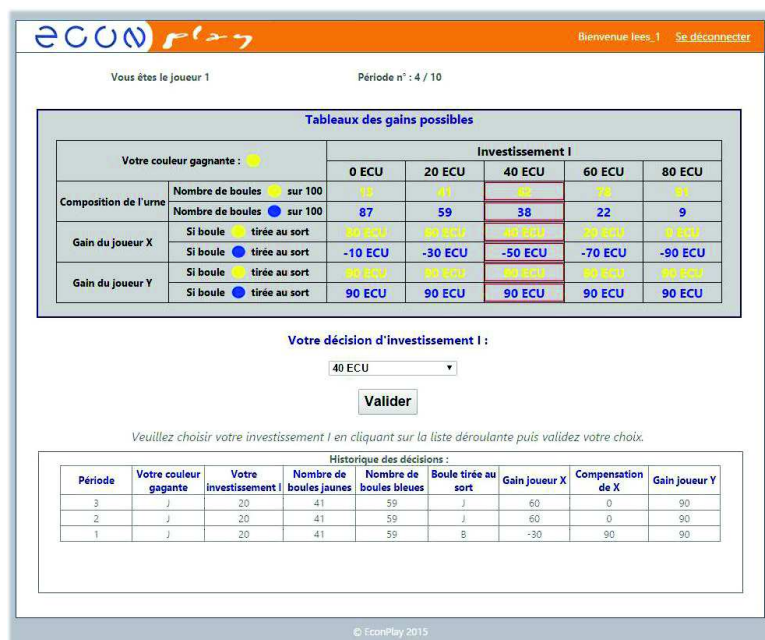 econ play
Bienvenue lees_1 Se déconnecter
Vous êtes le joueur 1 Période n° : 4 / 10
Tableaux des gains possibles
Votre couleur gagnante :
Investissement I
0 ECU 20 ECU 40 ECU 60 ECU 80 ECU
Composition de l'urne
Nombre de boules sur 100 13 41 62 78 91
Nombre de boules sur 100 87 59 38 22 9
Gain du joueur X
Si boule tirée au sort 80 ECU 60 ECU 40 ECU 20 ECU 0 ECU
Si boule tirée au sort -10 ECU -30 ECU -50 ECU -70 ECU -90 ECU
Gain du joueur Y
Si boule tirée au sort 90 ECU 90 ECU 90 ECU 90 ECU 90 ECU
Si boule tirée au sort 90 ECU 90 ECU 90 ECU 90 ECU 90 ECU
Votre décision d'investissement I :
40 ECU
Valider
Veuillez choisir votre investissement I en cliquant sur la liste déroulante puis validez votre choix.
Historique des décisions :
Période Votre couleur gagante Votre investissement I Nombre de boules jaunes Nombre de boules bleues Boule tirée au sort Gain joueur X Compensation de X Gain joueur Y
3 J 20 41 59 J 60 0 90
2 J 20 41 59 J 60 0 90
1 J 20 41 59 B -30 90 90
© EconPlay 2015